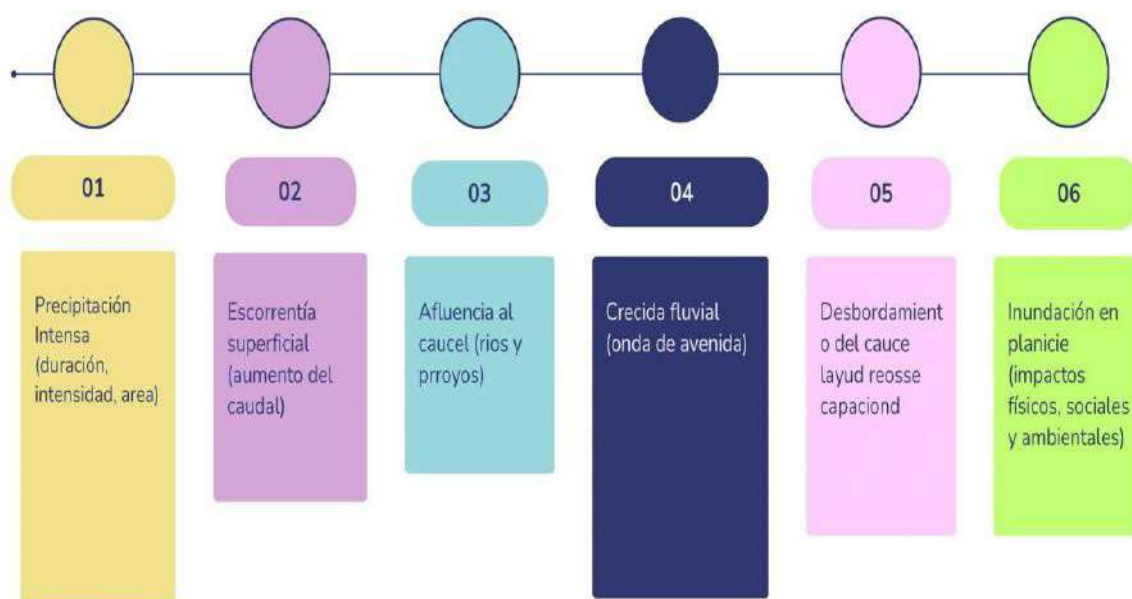 01
Precipitación
Intensa
(duración,
intensidad, area)
02
Escorrentía
superficial
(aumento del
caudal)
03
Afluencia al
caucel (rios y
prroyos)
04
Crecida fluvial
(onda de avenida)
05
Desbordamient
o del cauce
layud reosse
capaciond
06
Inundación en
planicie
(impactos
físicos, sociales
y ambientales)